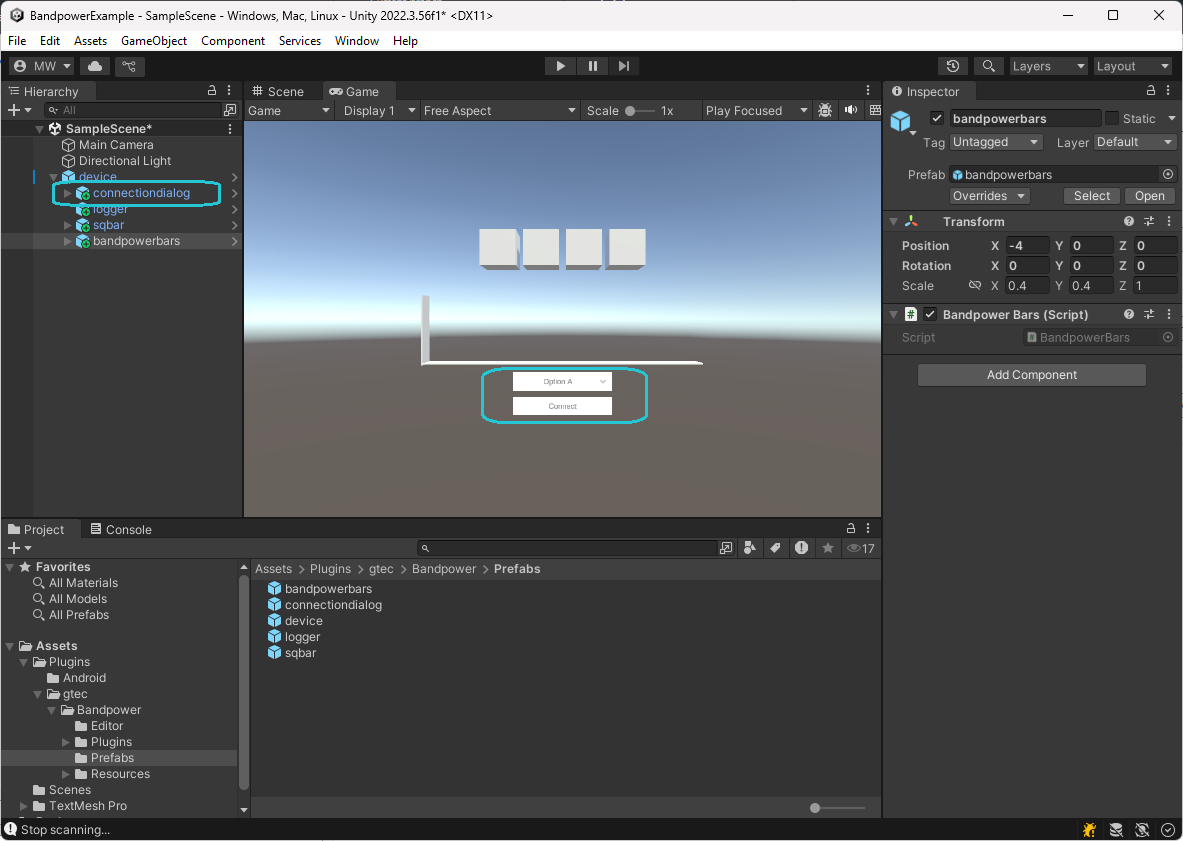 BandpowerExample - SampleScene - Windows, Mac, Linux - Unity 2022.3.56f1* <DX11>
File Edit Assets GameObject Component Services Window Help
MW Layers Layout
Hierarchy
All
SampleScene*
Main Camera
Directional Light
device
connectiondialog
logger
sqbar
bandpowerbars
Scene Game
Game Display 1 Free Aspect Scale 1x Play Focused
Option A
Connect
Inspector
bandpowerbars Static
Tag Untagged Layer Default
Prefab bandpowerbars
Overrides Select Open
Transform
Position X -4 Y 0 Z 0
Rotation X 0 Y 0 Z 0
Scale X 0.4 Y 0.4 Z 1
# Bandpower Bars (Script)
Script BandpowerBars
Add Component
Project Console
17
Favorites
All Materials
All Models
All Prefabs
Assets
Plugins
Android
gtec
Bandpower
Editor
Plugins
Prefabs
Resources
Scenes
TextMesh Pro
Assets > Plugins > gtec > Bandpower > Prefabs
bandpowerbars
connectiondialog
device
logger
sqbar
Stop scanning...